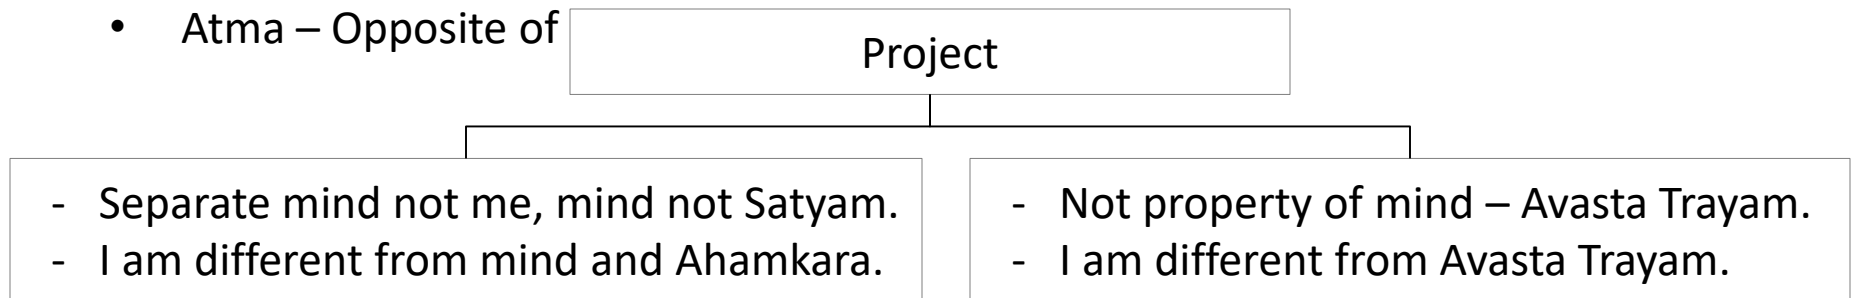 • Atma – Opposite of
Project
- Separate mind not me, mind not Satyam.
- I am different from mind and Ahamkara.
- Not property of mind – Avasta Trayam.
- I am different from Avasta Trayam.